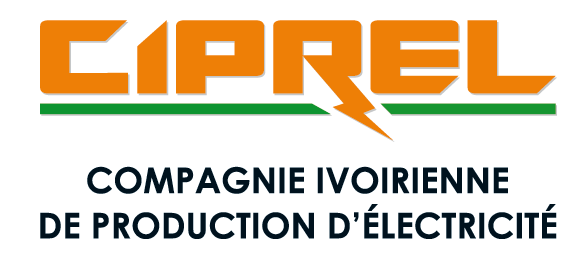 CIPREL
COMPAGNIE IVOIRIENNE
DE PRODUCTION D’ÉLECTRICITÉ